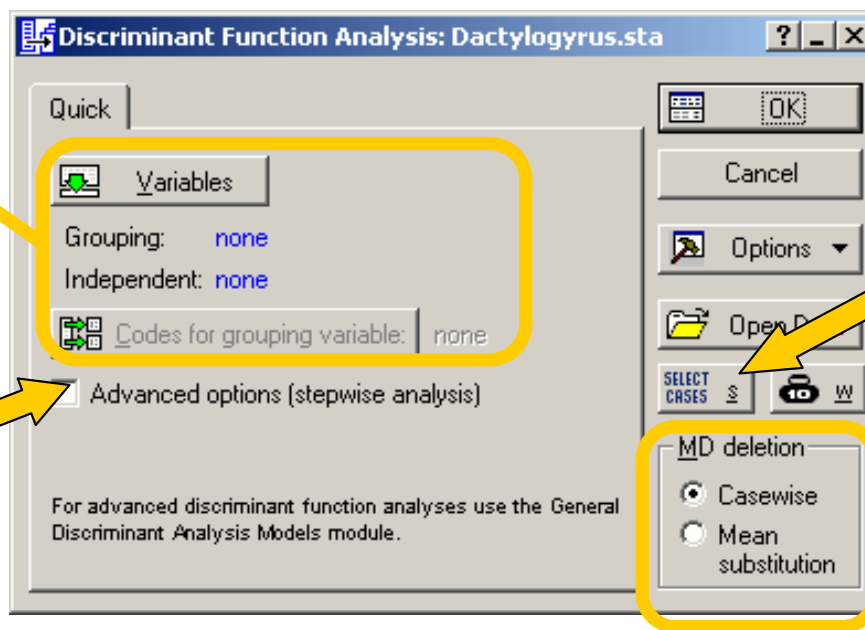 Discriminant Function Analysis: Dactylogyrus.sta
Quick
Variables
Grouping: none
Independent: none
Codes for grouping variable: none
Advanced options (stepwise analysis)
For advanced discriminant function analyses use the General
Discriminant Analysis Models module.
OK
Cancel
Options
Open
SELECT
CASES S
W
MD deletion
Casewise
Mean
substitution